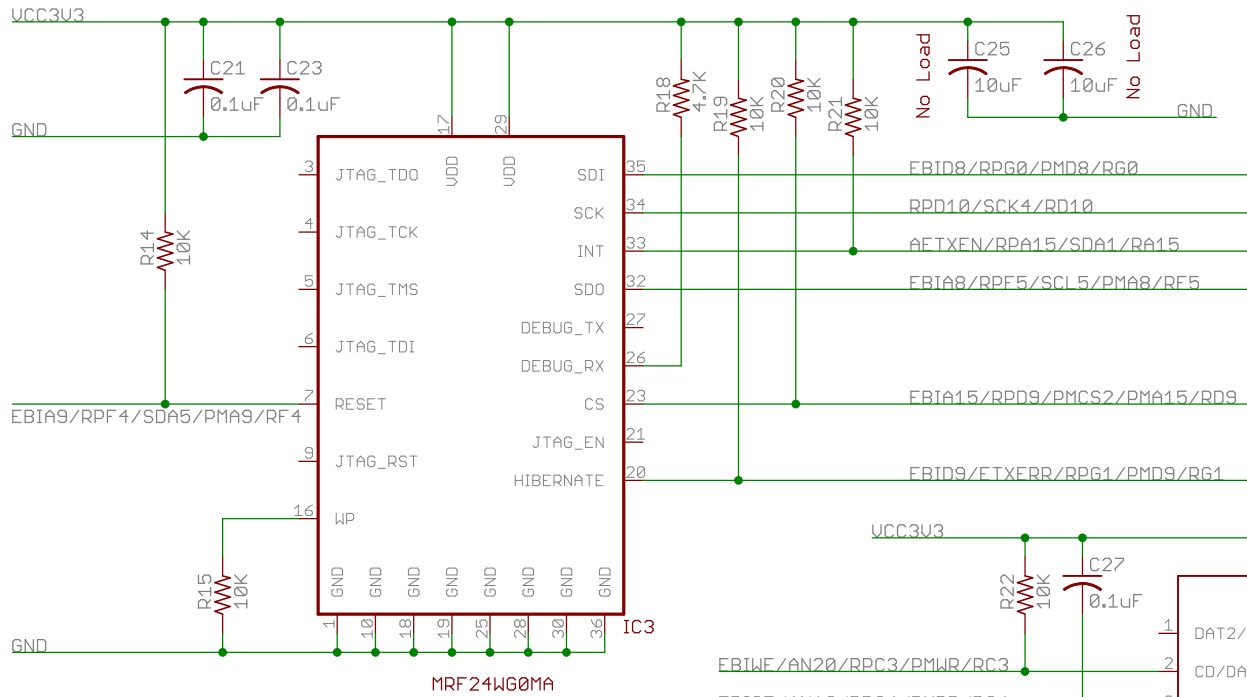 VCC3V3
C21
0.1uF
C23
0.1uF
GND
R14
10K
EBIA9/RPF4/SDA5/PMA9/RF4
R15
10K
GND
17
VDD
29
VDD
3 JTAG_TDO
4 JTAG_TCK
5 JTAG_TMS
6 JTAG_TDI
7 RESET
9 JTAG_RST
16 WP
SDI 35
SCK 34
INT 33
SDO 32
DEBUG_TX 27
DEBUG_RX 26
CS 23
JTAG_EN 21
HIBERNATE 20
GND GND GND GND GND GND GND GND
1 10 18 19 25 28 30 36
IC3
MRF24WG0MA
R18
4.7K
R19
10K
R20
10K
R21
10K
No Load
C25
10uF
C26
10uF
No Load
GND
EBID8/RPG0/PMD8/RG0
RPD10/SCK4/RD10
AETXEN/RPA15/SDA1/RA15
EBIA8/RPF5/SCL5/PMA8/RF5
EBIA15/RPD9/PMCS2/PMA15/RD9
EBID9/ETXERR/RPG1/PMD9/RG1
VCC3V3
R22
10K
C27
0.1uF
1 DAT2/
EBIWE/AN20/RPC3/PMWR/RC3
2 CD/DA